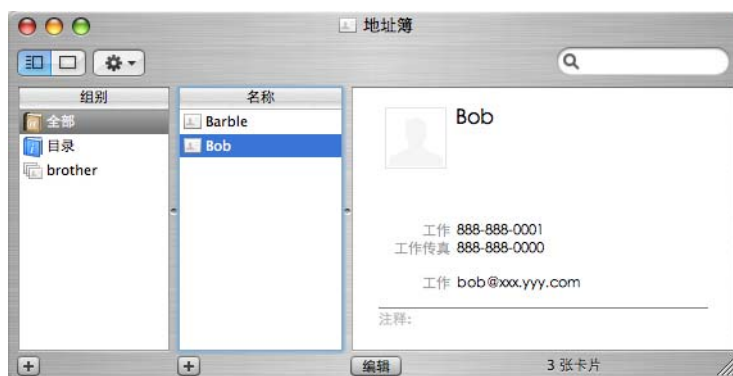 地址簿
组别
全部
目录
brother
名称
Barble
Bob
Bob
工作 888-888-0001
工作传真 888-888-0000
工作 bob@xxx.yyy.com
注释:
编辑
3 张卡片